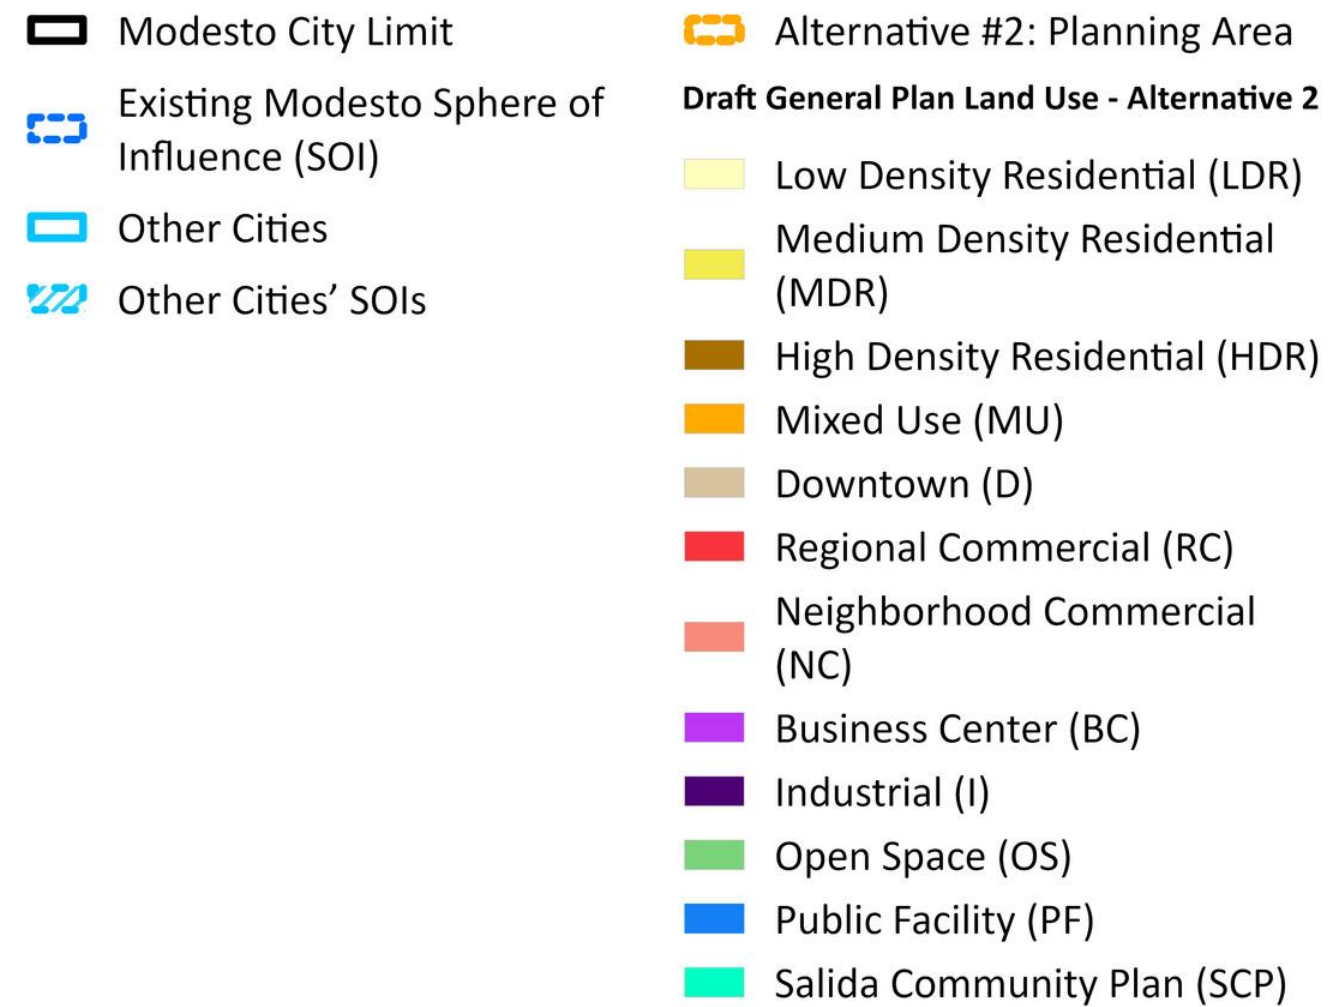 Modesto City Limit
Existing Modesto Sphere of
Influence (SOI)
Other Cities
Other Cities’ SOIs
Alternative #2: Planning Area
Draft General Plan Land Use - Alternative 2
Low Density Residential (LDR)
Medium Density Residential
(MDR)
High Density Residential (HDR)
Mixed Use (MU)
Downtown (D)
Regional Commercial (RC)
Neighborhood Commercial
(NC)
Business Center (BC)
Industrial (I)
Open Space (OS)
Public Facility (PF)
Salida Community Plan (SCP)